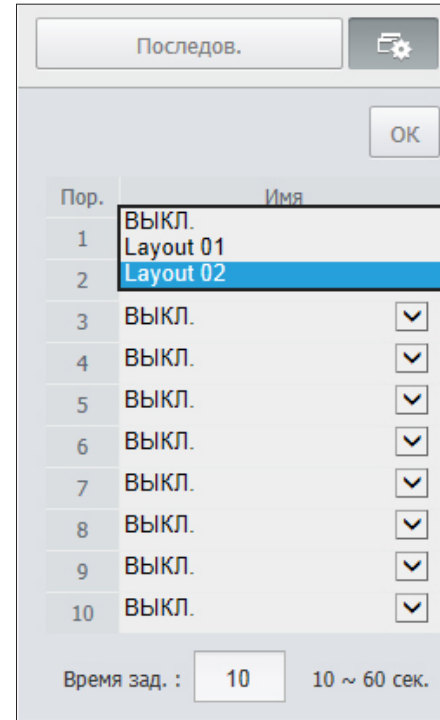 Последов.
ОК
Пор. Имя
1 ВЫКЛ.
Layout 01
2 Layout 02
3 ВЫКЛ.
4 ВЫКЛ.
5 ВЫКЛ.
6 ВЫКЛ.
7 ВЫКЛ.
8 ВЫКЛ.
9 ВЫКЛ.
10 ВЫКЛ.
Время зад. : 10 10 ~ 60 сек.